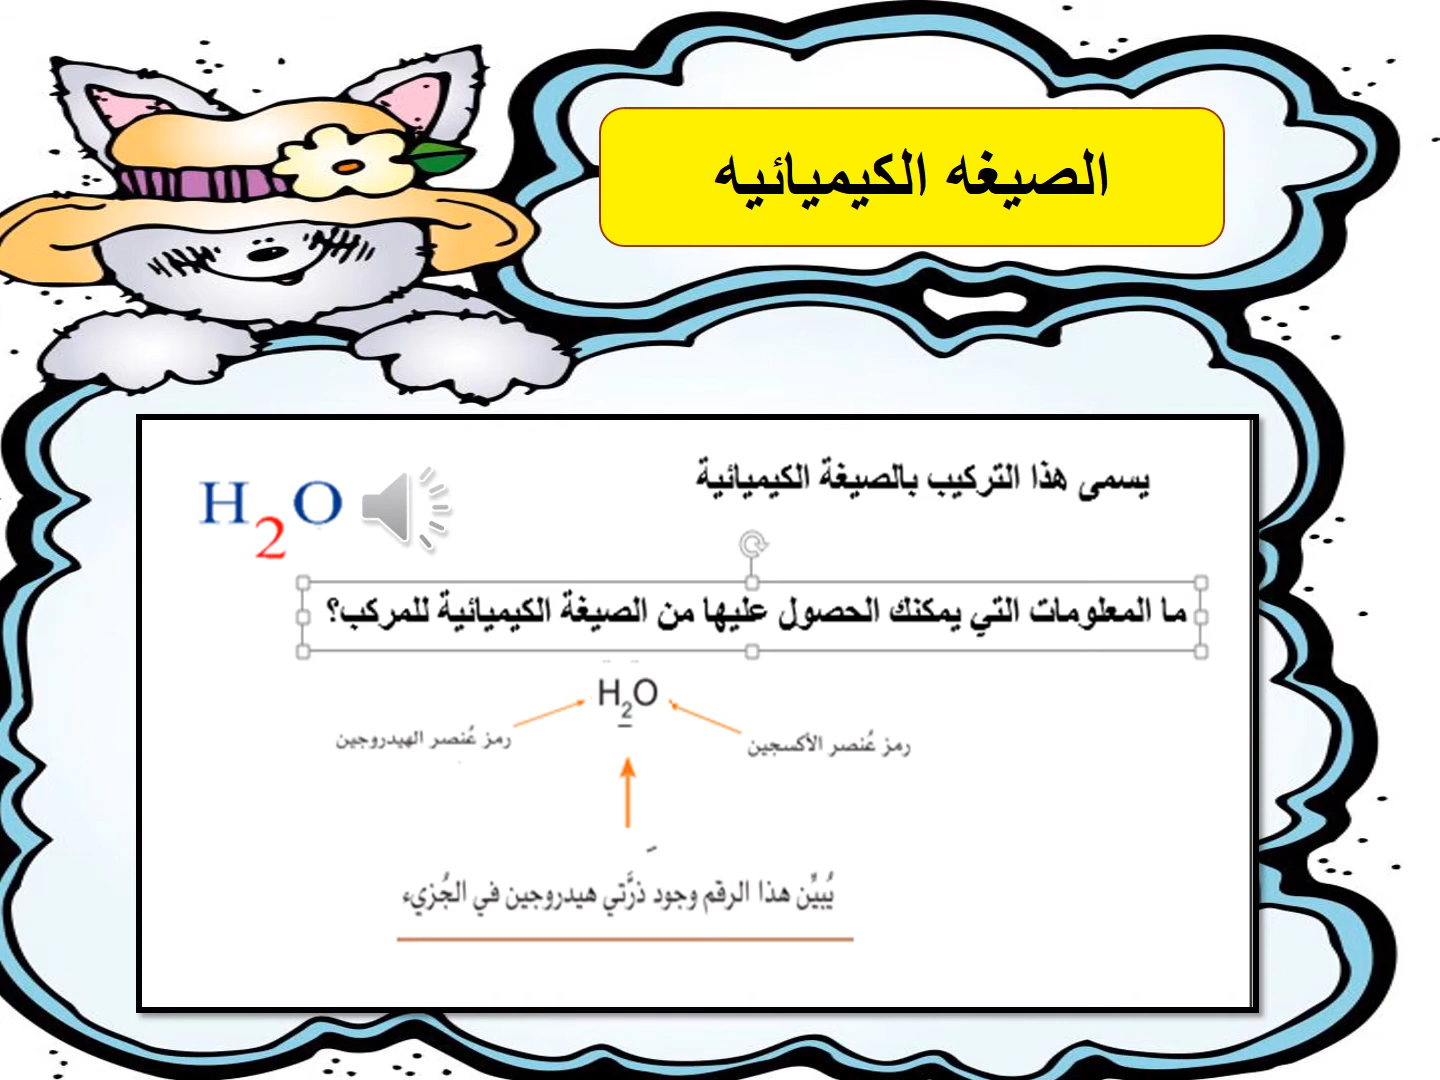 الصيغه الكيميائيه
يسمى هذا التركيب بالصيغة الكيميائية
H2O
ما المعلومات التي يمكنك الحصول عليها من الصيغة الكيميائية للمركب؟
H2O
رمز عُنصر الأكسجين
رمز عُنصر الهيدروجين
يُبيِّن هذا الرقم وجود ذرَّتي هيدروجين في الجُزيء